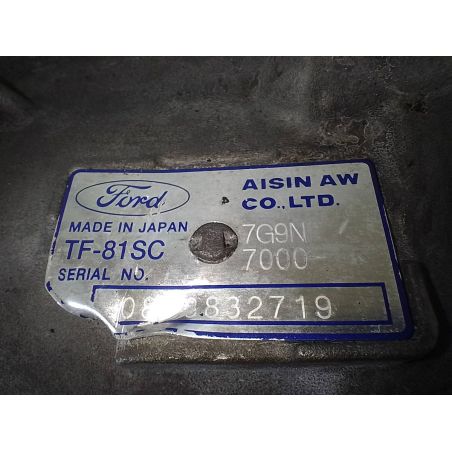 Ford
AISIN AW
CO.,LTD.
MADE IN JAPAN
TF-81SC
7G9N
7000
SERIAL NO.